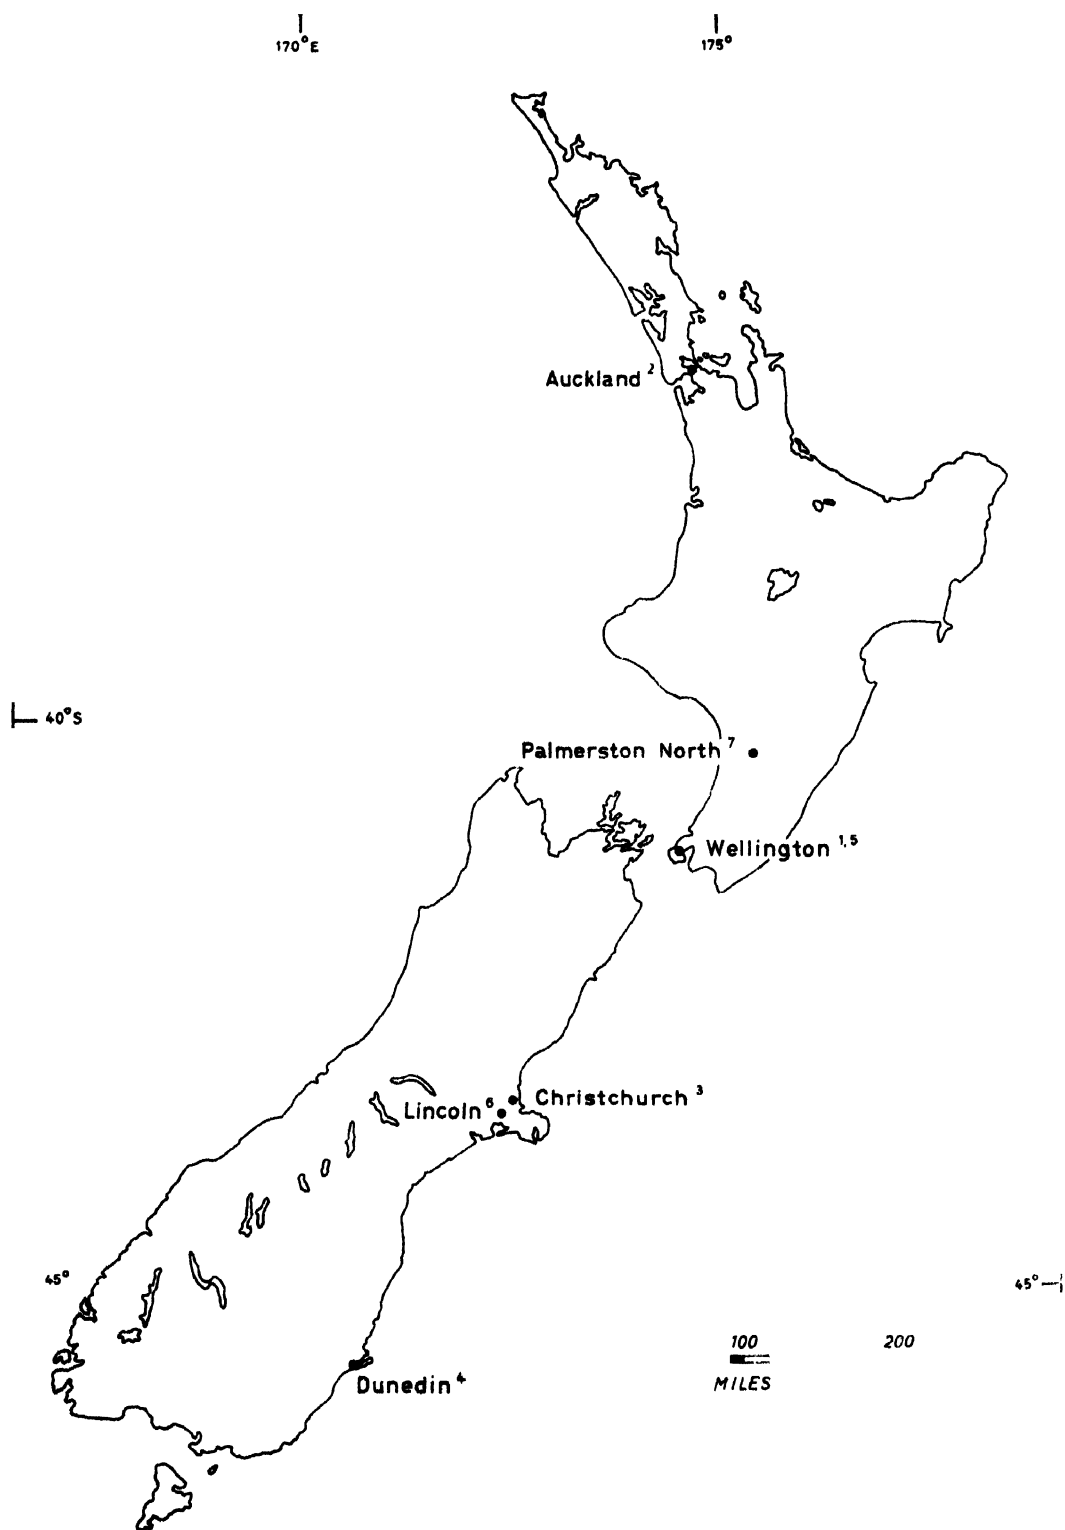 170°E 175°
Auckland 2
40°S
Palmerston North 7
Wellington 1,5
Christchurch 3
Lincoln 6
45° 45°
100 200
MILES
Dunedin 4